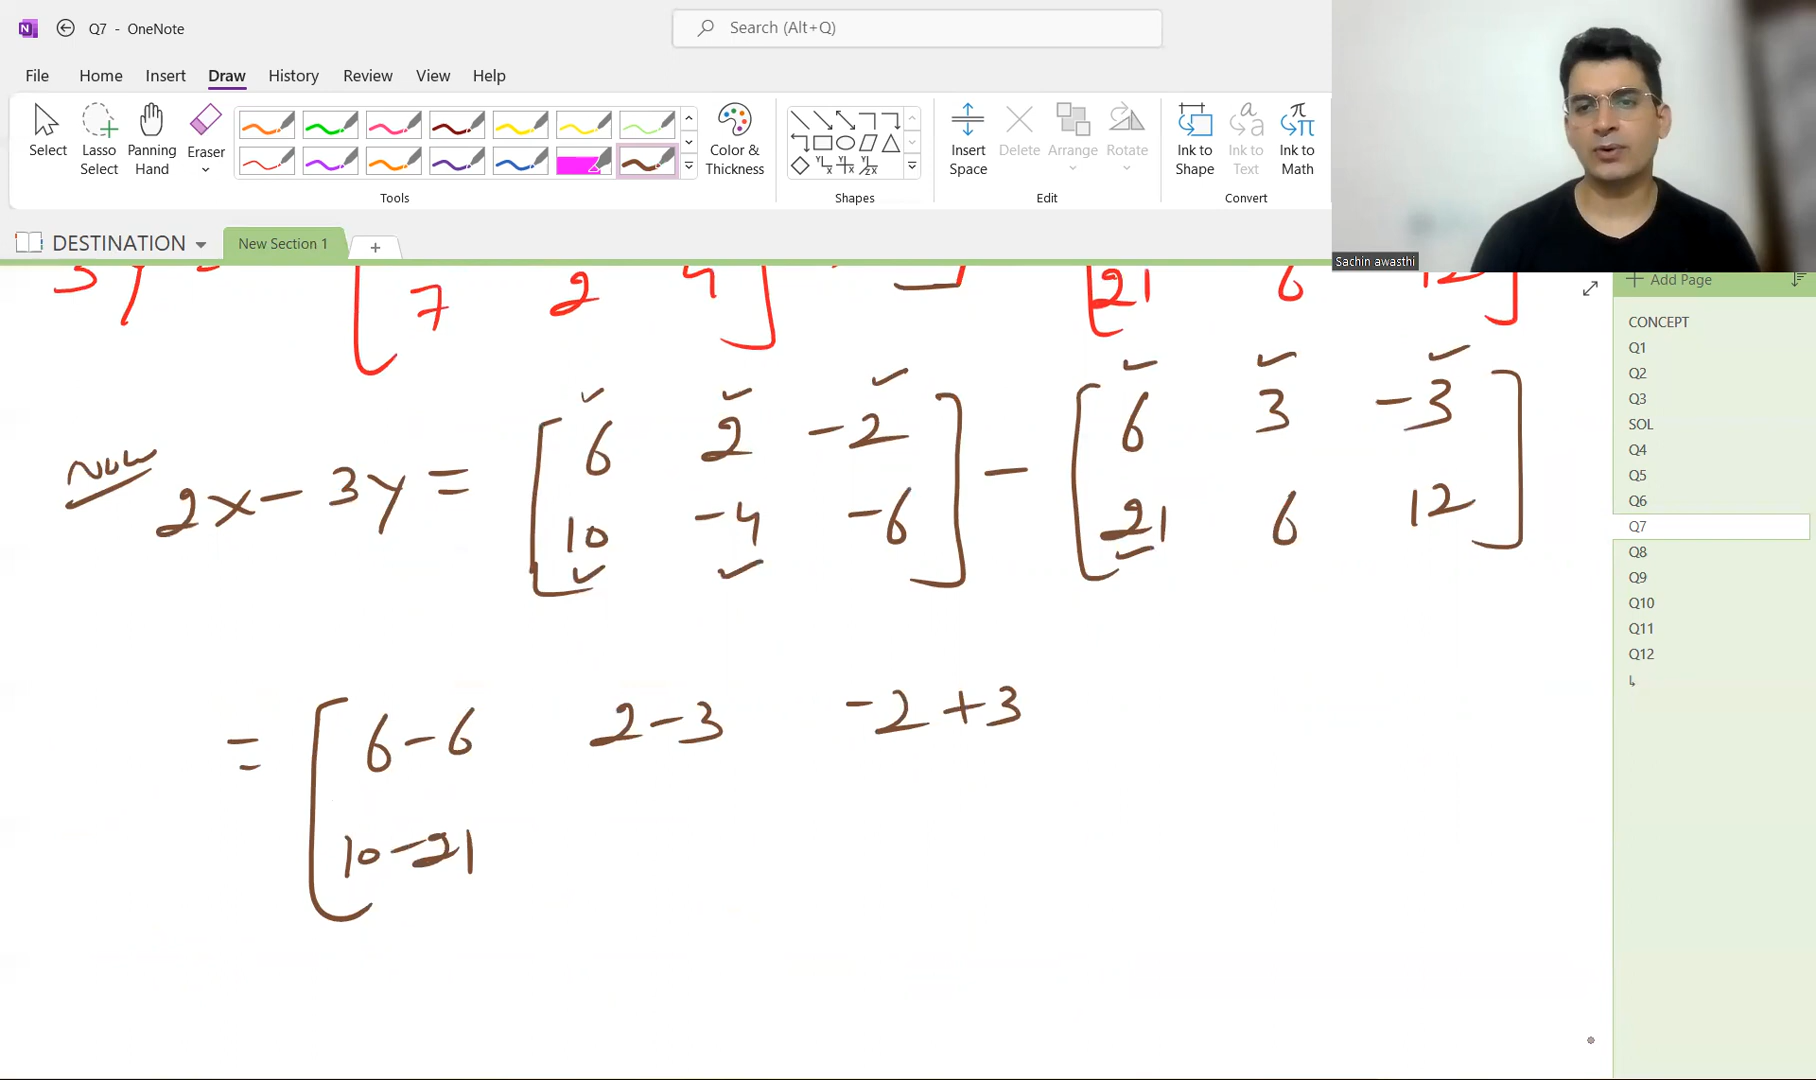 Q7 - OneNote
Search (Alt+Q)
File Home Insert Draw History Review View Help
Select
Lasso Select
Panning Hand
Eraser
Color & Thickness
Insert Space
Delete
Arrange
Rotate
Ink to Shape
Ink to Text
Ink to Math
Tools
Shapes
Edit
Convert
DESTINATION
New Section 1
+
Sachin awasthi
Add Page
CONCEPT
Q1
Q2
Q3
SOL
Q4
Q5
Q6
Q7
Q8
Q9
Q10
Q11
Q12
7 2 4
21 6 12
Now
2x - 3y = [ 6 2 -2 ] - [ 6 3 -3 ]
10 -4 -6 21 6 12
= [ 6-6 2-3 -2+3
10-21